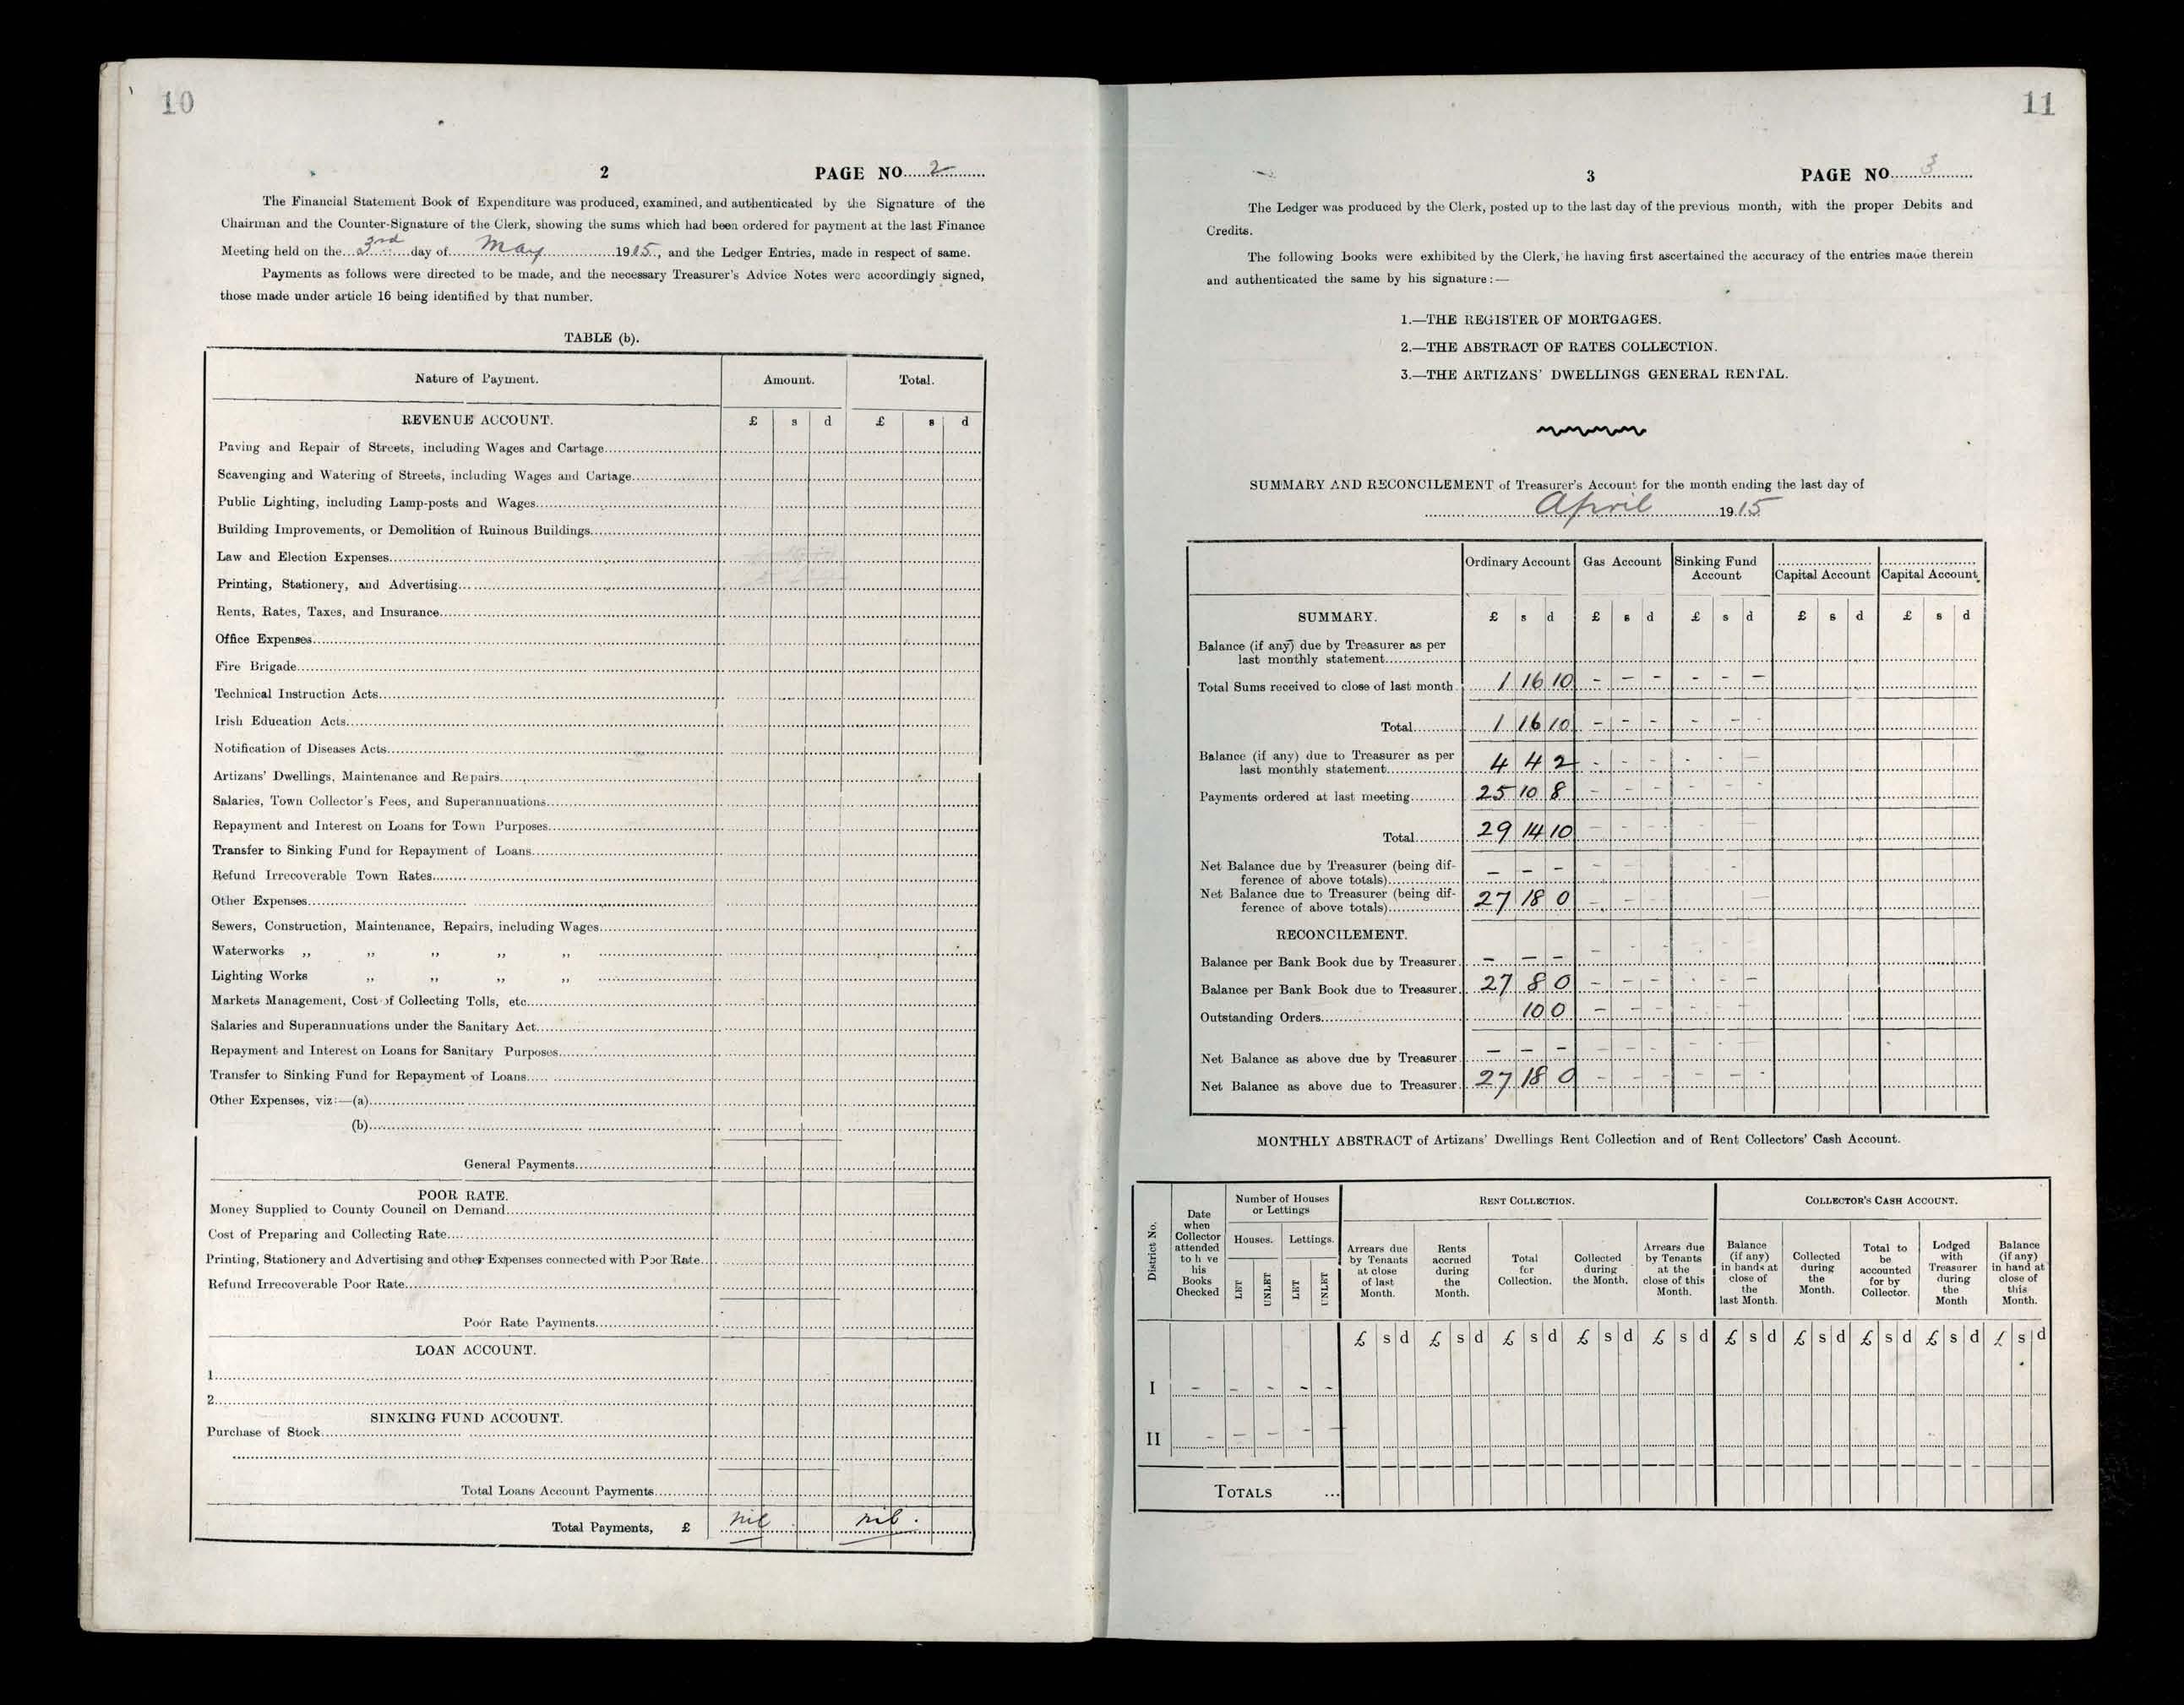 10
2 PAGE NO......2.........
The Financial Statement Book of Expenditure was produced, examined, and authenticated by the Signature of the
Chairman and the Counter-Signature of the Clerk, showing the sums which had been ordered for payment at the last Finance
Meeting held on the...3rd......day of......May...............1915.., and the Ledger Entries, made in respect of same.
Payments as follows were directed to be made, and the necessary Treasurer's Advice Notes were accordingly signed,
those made under article 16 being identified by that number.
TABLE (b).
Nature of Payment. Amount. Total.
REVENUE ACCOUNT. £ s d £ s d
Paving and Repair of Streets, including Wages and Cartage
Scavenging and Watering of Streets, including Wages and Cartage
Public Lighting, including Lamp-posts and Wages
Building Improvements, or Demolition of Ruinous Buildings
Law and Election Expenses
Printing, Stationery, and Advertising
Rents, Rates, Taxes, and Insurance
Office Expenses
Fire Brigade
Technical Instruction Acts
Irish Education Acts
Notification of Diseases Acts
Artizans' Dwellings, Maintenance and Repairs
Salaries, Town Collector's Fees, and Superannuations
Repayment and Interest on Loans for Town Purposes
Transfer to Sinking Fund for Repayment of Loans
Refund Irrecoverable Town Rates
Other Expenses
Sewers, Construction, Maintenance, Repairs, including Wages
Waterworks ,, ,, ,, ,, ,,
Lighting Works ,, ,, ,, ,,
Markets Management, Cost of Collecting Tolls, etc.
Salaries and Superannuations under the Sanitary Act
Repayment and Interest on Loans for Sanitary Purposes
Transfer to Sinking Fund for Repayment of Loans
Other Expenses, viz:—(a)
(b)
General Payments
POOR RATE.
Money Supplied to County Council on Demand
Cost of Preparing and Collecting Rate
Printing, Stationery and Advertising and other Expenses connected with Poor Rate
Refund Irrecoverable Poor Rate
Poor Rate Payments
LOAN ACCOUNT.
1
2
SINKING FUND ACCOUNT.
Purchase of Stock
Total Loans Account Payments
Total Payments, £ nil nil.
11
3 PAGE NO......3.........
The Ledger was produced by the Clerk, posted up to the last day of the previous month, with the proper Debits and
Credits.
The following books were exhibited by the Clerk, he having first ascertained the accuracy of the entries made therein
and authenticated the same by his signature:—
1.—THE REGISTER OF MORTGAGES.
2.—THE ABSTRACT OF RATES COLLECTION.
3.—THE ARTIZANS' DWELLINGS GENERAL RENTAL.
SUMMARY AND RECONCILEMENT of Treasurer's Account for the month ending the last day of
April 1915
Ordinary Account Gas Account Sinking Fund Account Capital Account Capital Account
SUMMARY. £ s d £ s d £ s d £ s d £ s d
Balance (if any) due by Treasurer as per
last monthly statement
Total Sums received to close of last month 1 16 10 - - - - - -
Total 1 16 10 - - - - - -
Balance (if any) due to Treasurer as per
last monthly statement 4 4 2 - - - - - -
Payments ordered at last meeting 25 10 8 - - - - - -
Total 29 14 10 - - - - - -
Net Balance due by Treasurer (being dif-
ference of above totals) - - - - - -
Net Balance due to Treasurer (being dif-
ference of above totals) 27 18 0 - - - -
RECONCILEMENT.
Balance per Bank Book due by Treasurer - - - - - - - - -
Balance per Bank Book due to Treasurer 27 8 0 - - - - - -
Outstanding Orders 10 0 - - - - - -
Net Balance as above due by Treasurer - - - - - - - - -
Net Balance as above due to Treasurer 27 18 0 - - - - - -
MONTHLY ABSTRACT of Artizans' Dwellings Rent Collection and of Rent Collectors' Cash Account.
District No.
Date when Collector attended to h ve his Books Checked
Number of Houses or Lettings
Houses. Lettings.
LET UNLET LET UNLET
RENT COLLECTION.
Arrears due by Tenants at close of last Month.
Rents accrued during the Month.
Total for Collection.
Collected during the Month.
Arrears due by Tenants at the close of this Month.
COLLECTOR'S CASH ACCOUNT.
Balance (if any) in hands at close of the last Month.
Collected during the Month.
Total to be accounted for by Collector.
Lodged with Treasurer during the Month
Balance (if any) in hand at close of this Month.
£ s d £ s d £ s d £ s d £ s d £ s d £ s d £ s d £ s d £ s d
I - - - - -
II - - - - -
TOTALS ...